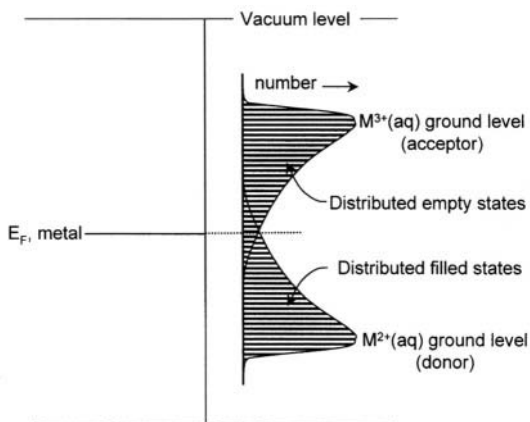 Vacuum level
number
M³⁺(aq) ground level
(acceptor)
Distributed empty states
E_F, metal
Distributed filled states
M²⁺(aq) ground level
(donor)